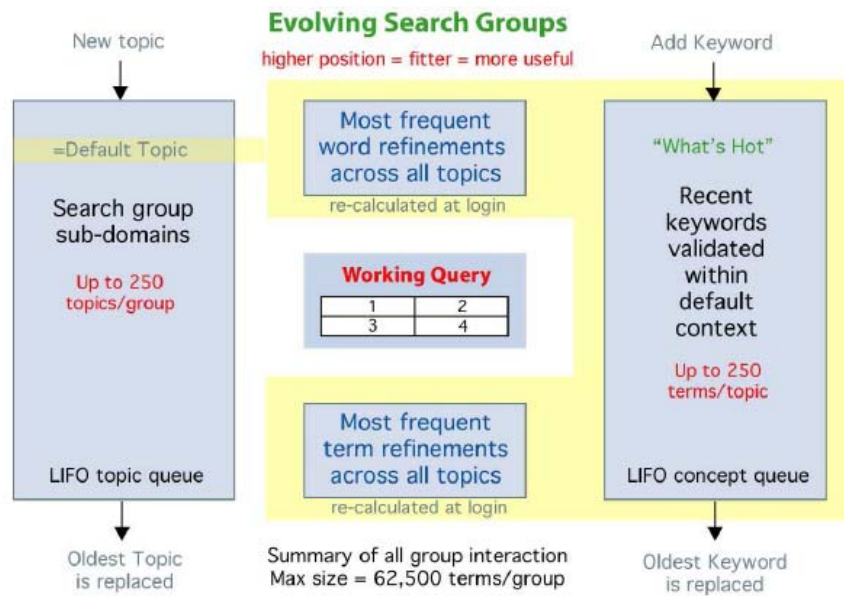 Evolving Search Groups
higher position = fitter = more useful
New topic
=Default Topic
Search group
sub-domains
Up to 250
topics/group
LIFO topic queue
Oldest Topic
is replaced
Most frequent
word refinements
across all topics
re-calculated at login
Working Query
1 2
3 4
Most frequent
term refinements
across all topics
re-calculated at login
Summary of all group interaction
Max size = 62,500 terms/group
Add Keyword
"What's Hot"
Recent
keywords
validated
within
default
context
Up to 250
terms/topic
LIFO concept queue
Oldest Keyword
is replaced